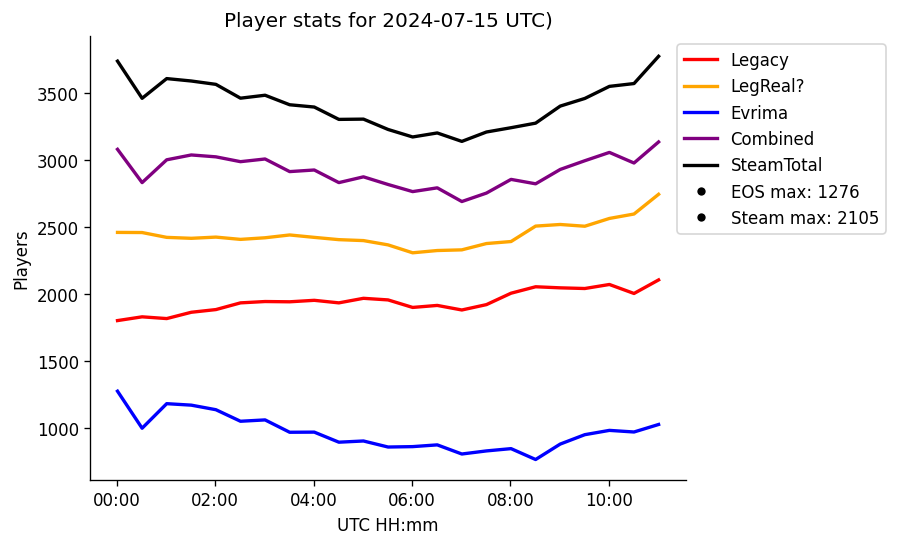 Player stats for 2024-07-15 UTC)
Legacy
LegReal?
Evrima
Combined
SteamTotal
EOS max: 1276
Steam max: 2105
Players
3500
3000
2500
2000
1500
1000
00:00 02:00 04:00 06:00 08:00 10:00
UTC HH:mm